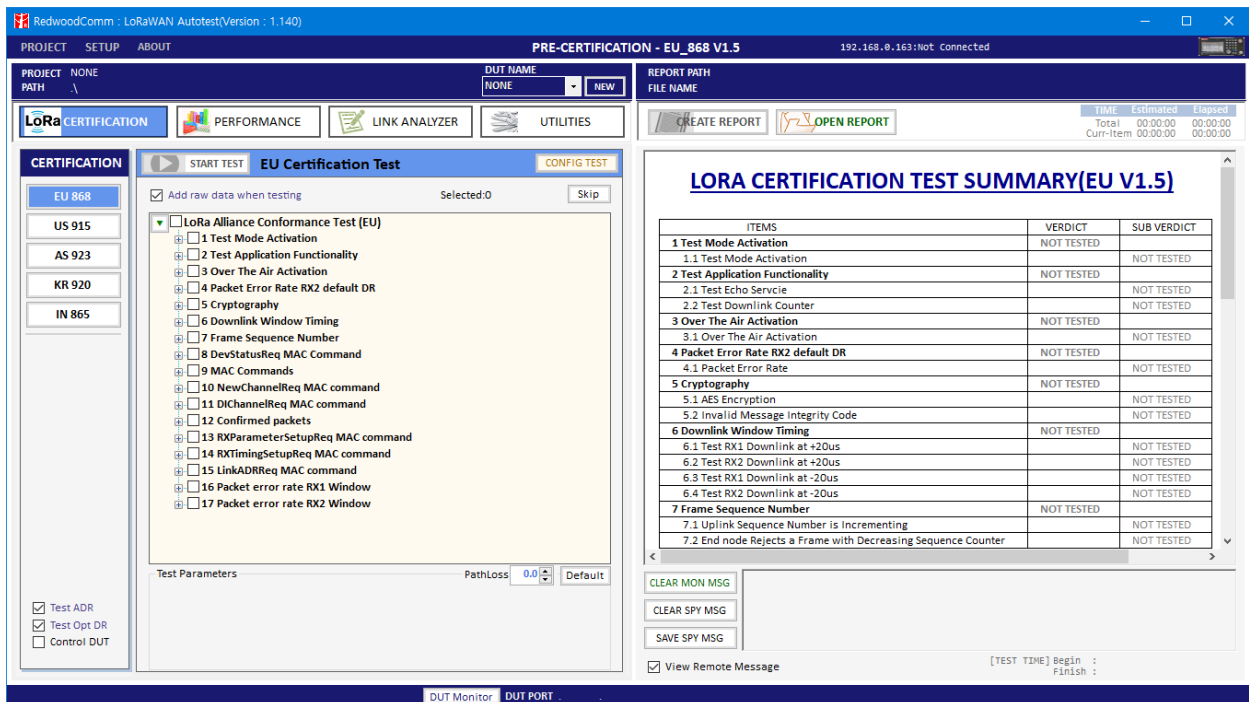 RedwoodComm : LoRaWAN Autotest(Version : 1.140)
PROJECT SETUP ABOUT
PRE-CERTIFICATION - EU_868 V1.5
192.168.0.163:Not Connected
PROJECT NONE
PATH .\
DUT NAME
NONE NEW
REPORT PATH
FILE NAME
LoRa CERTIFICATION
PERFORMANCE
LINK ANALYZER
UTILITIES
CREATE REPORT
OPEN REPORT
TIME Estimated Elapsed
Total 00:00:00 00:00:00
Curr-Item 00:00:00 00:00:00
CERTIFICATION
EU 868
US 915
AS 923
KR 920
IN 865
Test ADR
Test Opt DR
Control DUT
START TEST EU Certification Test CONFIG TEST
Add raw data when testing Selected:0 Skip
LoRa Alliance Conformance Test (EU)
1 Test Mode Activation
2 Test Application Functionality
3 Over The Air Activation
4 Packet Error Rate RX2 default DR
5 Cryptography
6 Downlink Window Timing
7 Frame Sequence Number
8 DevStatusReq MAC Command
9 MAC Commands
10 NewChannelReq MAC command
11 DlChannelReq MAC command
12 Confirmed packets
13 RXParameterSetupReq MAC command
14 RXTimingSetupReq MAC command
15 LinkADRReq MAC command
16 Packet error rate RX1 Window
17 Packet error rate RX2 Window
Test Parameters PathLoss 0.0 Default
LORA CERTIFICATION TEST SUMMARY(EU V1.5)
ITEMS VERDICT SUB VERDICT
1 Test Mode Activation NOT TESTED
1.1 Test Mode Activation NOT TESTED
2 Test Application Functionality NOT TESTED
2.1 Test Echo Servcie NOT TESTED
2.2 Test Downlink Counter NOT TESTED
3 Over The Air Activation NOT TESTED
3.1 Over The Air Activation NOT TESTED
4 Packet Error Rate RX2 default DR NOT TESTED
4.1 Packet Error Rate NOT TESTED
5 Cryptography NOT TESTED
5.1 AES Encryption NOT TESTED
5.2 Invalid Message Integrity Code NOT TESTED
6 Downlink Window Timing NOT TESTED
6.1 Test RX1 Downlink at +20us NOT TESTED
6.2 Test RX2 Downlink at +20us NOT TESTED
6.3 Test RX1 Downlink at -20us NOT TESTED
6.4 Test RX2 Downlink at -20us NOT TESTED
7 Frame Sequence Number NOT TESTED
7.1 Uplink Sequence Number is Incrementing NOT TESTED
7.2 End node Rejects a Frame with Decreasing Sequence Counter NOT TESTED
CLEAR MON MSG
CLEAR SPY MSG
SAVE SPY MSG
View Remote Message
[TEST TIME] Begin :
Finish :
DUT Monitor DUT PORT . .